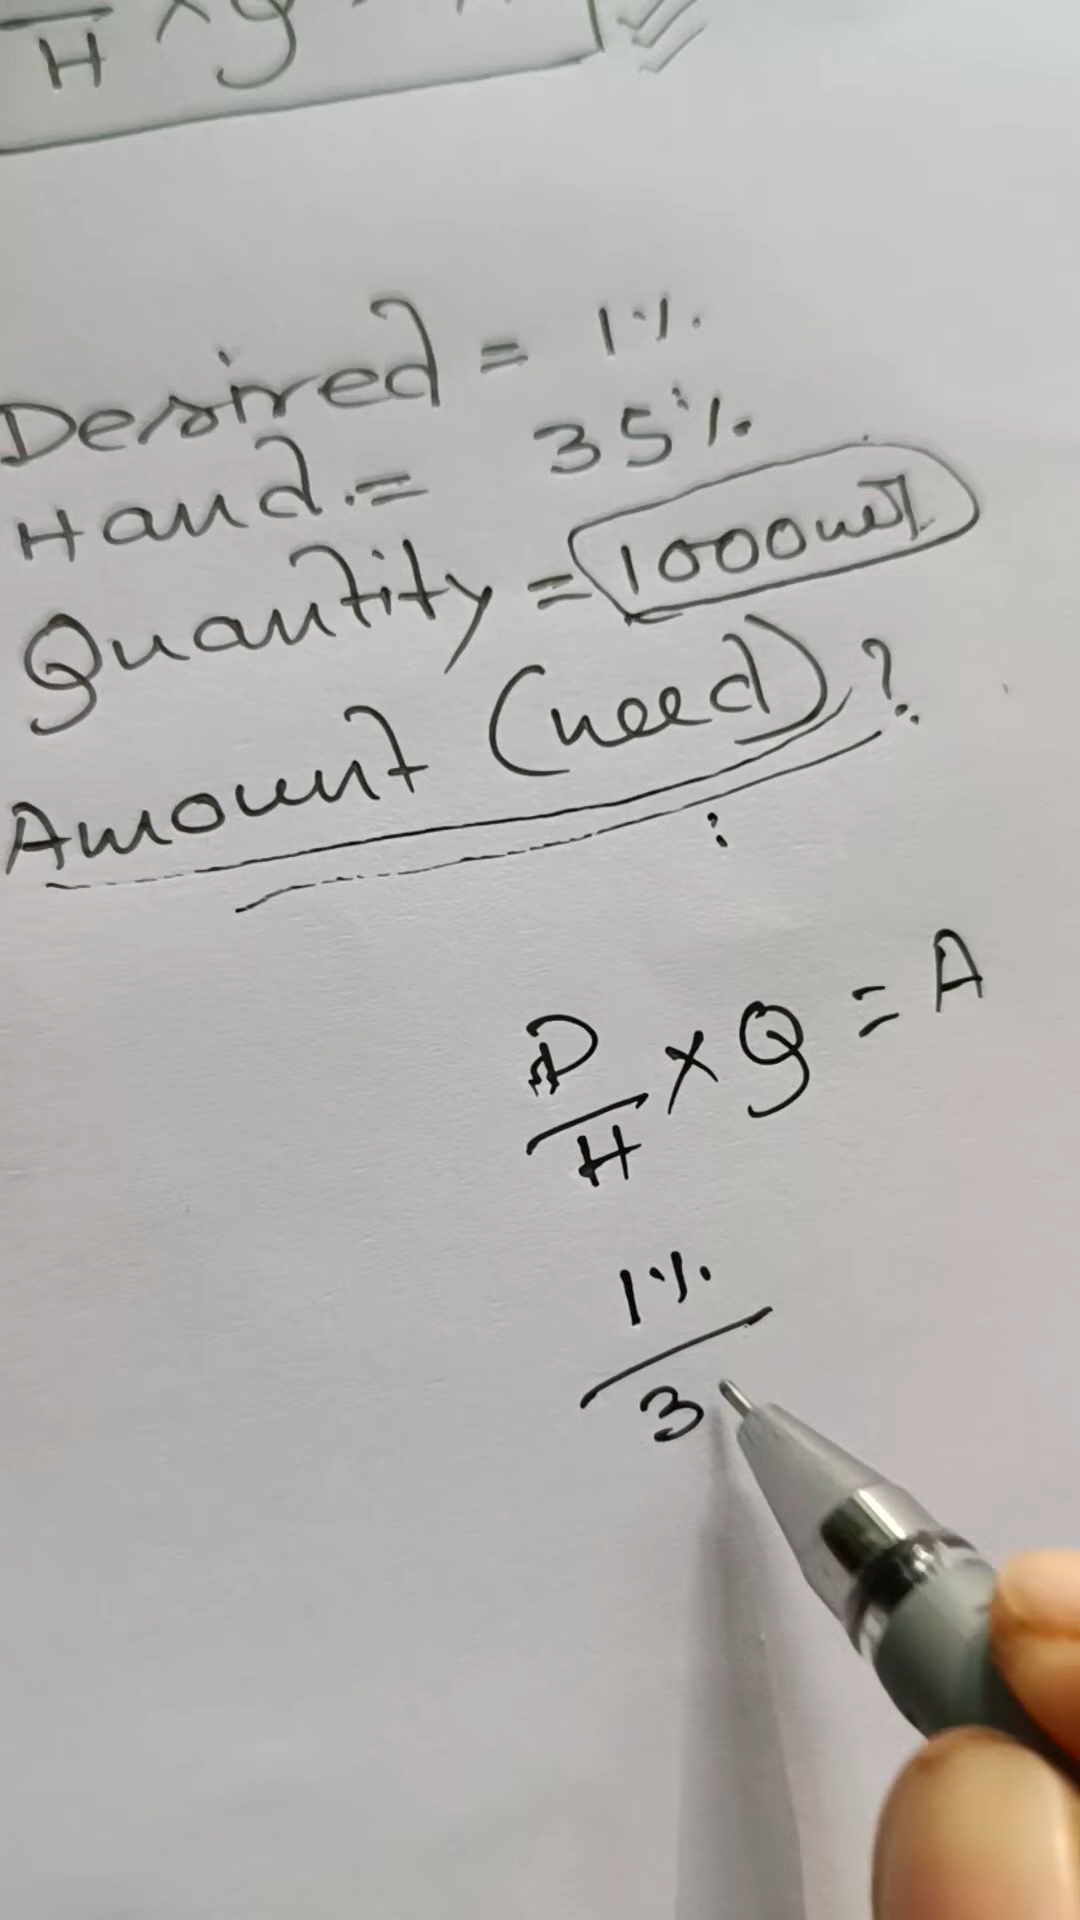 H × Q
Desired = 1%
Hand. = 35%
Quantity = 1000ml
Amount (need)?
D/H × Q = A
1%
3